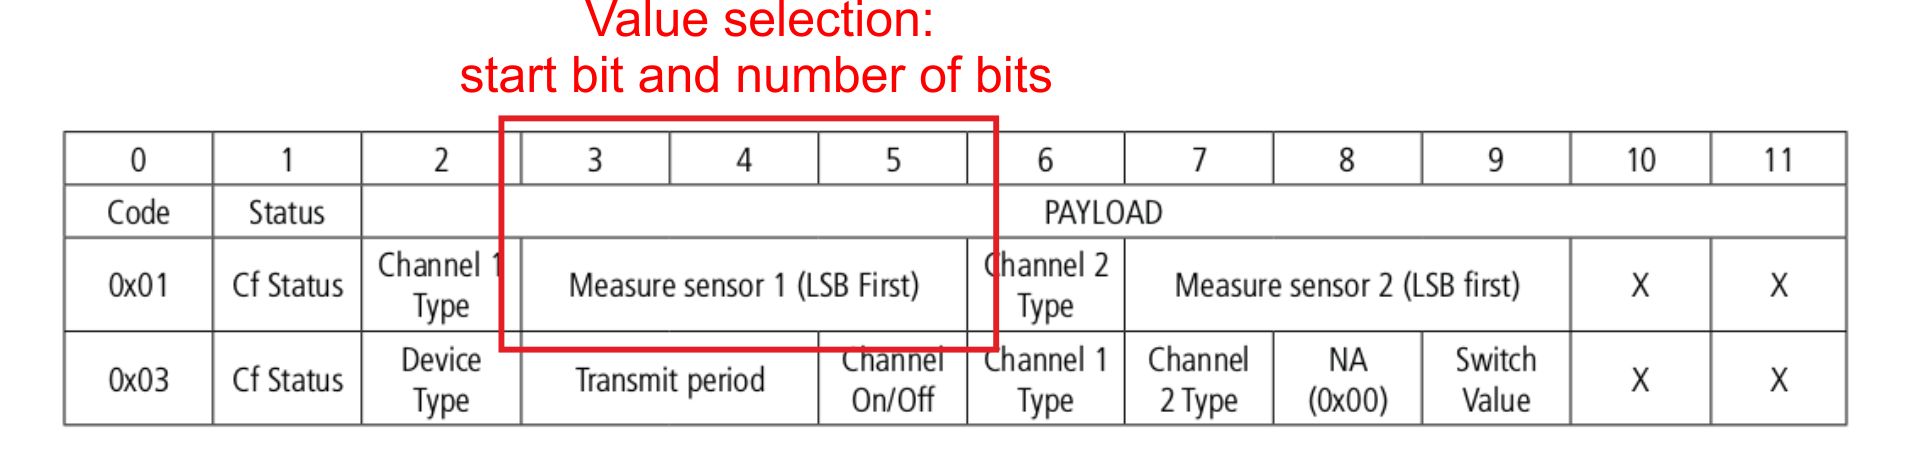 Value selection:
start bit and number of bits
0 1 2 3 4 5 6 7 8 9 10 11
Code Status PAYLOAD
0x01 Cf Status Channel 1 Type Measure sensor 1 (LSB First) Channel 2 Type Measure sensor 2 (LSB first) X X
0x03 Cf Status Device Type Transmit period Channel On/Off Channel 1 Type Channel 2 Type NA (0x00) Switch Value X X